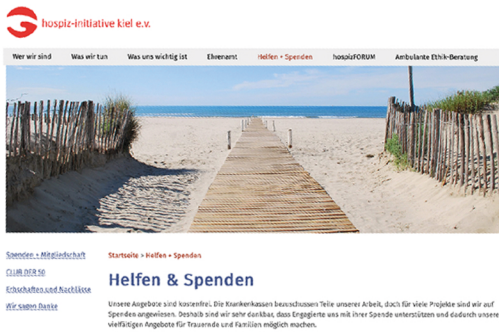 hospiz-initiative kiel e.v.
Wer wir sind Was wir tun Was uns wichtig ist Ehrenamt Helfen + Spenden hospizFORUM Ambulante Ethik-Beratung
Spenden + Mitgliedschaft
CLUB DER 50
Erbschaften und Nachlässe
Wir sagen Danke
Startseite > Helfen + Spenden
Helfen & Spenden
Unsere Angebote sind kostenfrei. Die Krankenkassen bezuschussen Teile unserer Arbeit, doch für viele Projekte sind wir auf
Spenden angewiesen. Deshalb sind wir sehr dankbar, dass Engagierte uns mit ihrer Spende unterstützen und dadurch unsere
vielfältigen Angebote für Trauernde und Familien möglich machen.